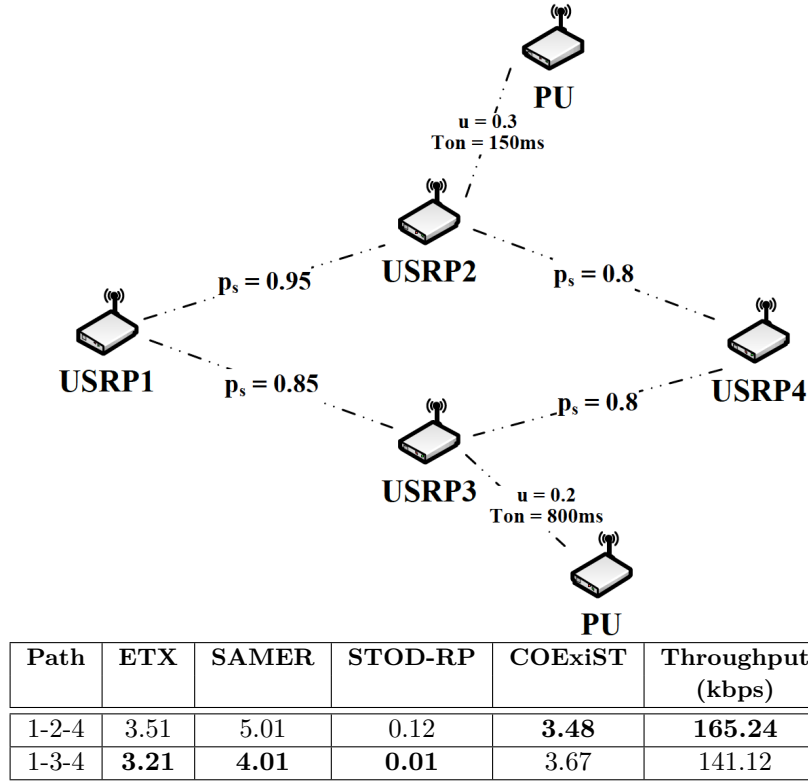 PU
u = 0.3
Ton = 150ms
USRP2
pₛ = 0.95
pₛ = 0.8
USRP1
USRP4
pₛ = 0.85
pₛ = 0.8
USRP3
u = 0.2
Ton = 800ms
PU
Path ETX SAMER STOD-RP COExiST Throughput
(kbps)
1-2-4 3.51 5.01 0.12 3.48 165.24
1-3-4 3.21 4.01 0.01 3.67 141.12